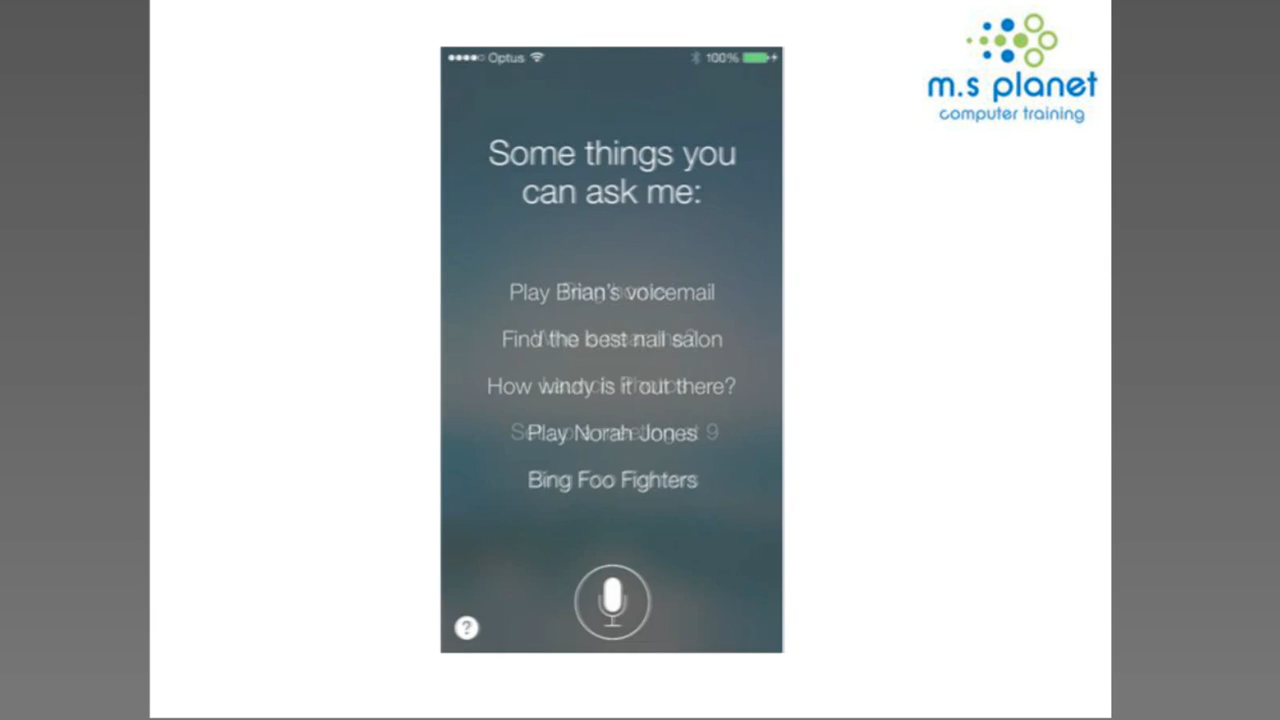 Optus
100%
m.s planet
computer training
Some things you
can ask me:
Play Brian's voicemail
Find the best nail salon
How windy is it out there?
Play Norah Jones
Bing Foo Fighters
?